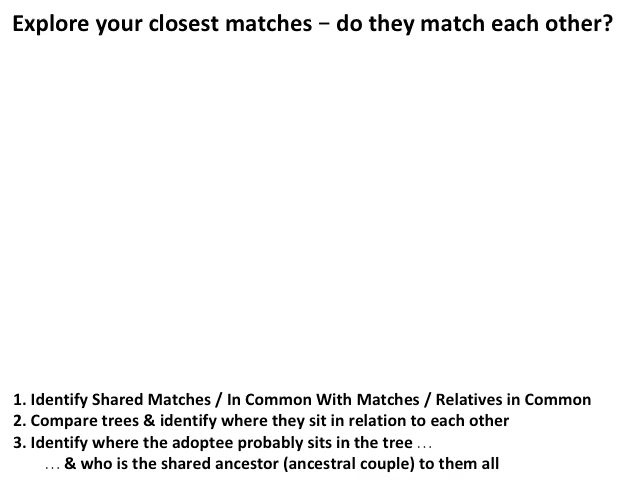 Explore your closest matches – do they match each other?
1. Identify Shared Matches / In Common With Matches / Relatives in Common
2. Compare trees & identify where they sit in relation to each other
3. Identify where the adoptee probably sits in the tree …
… & who is the shared ancestor (ancestral couple) to them all